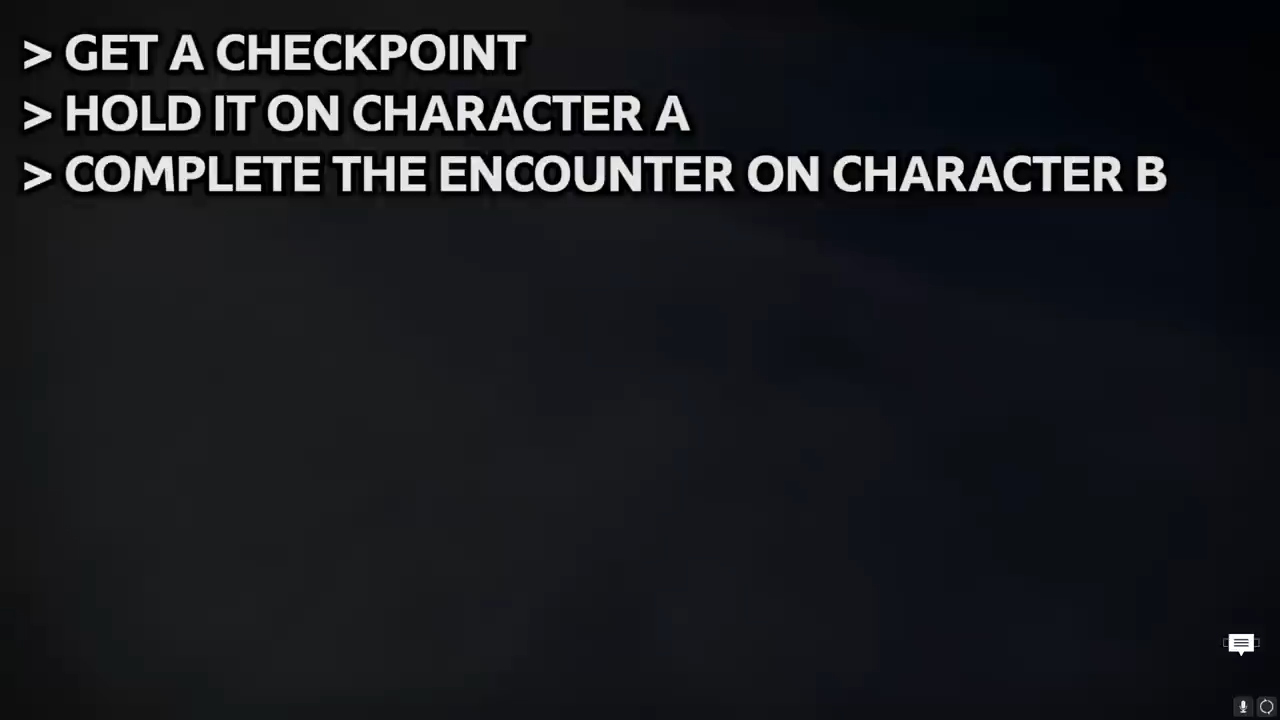 > GET A CHECKPOINT
> HOLD IT ON CHARACTER A
> COMPLETE THE ENCOUNTER ON CHARACTER B